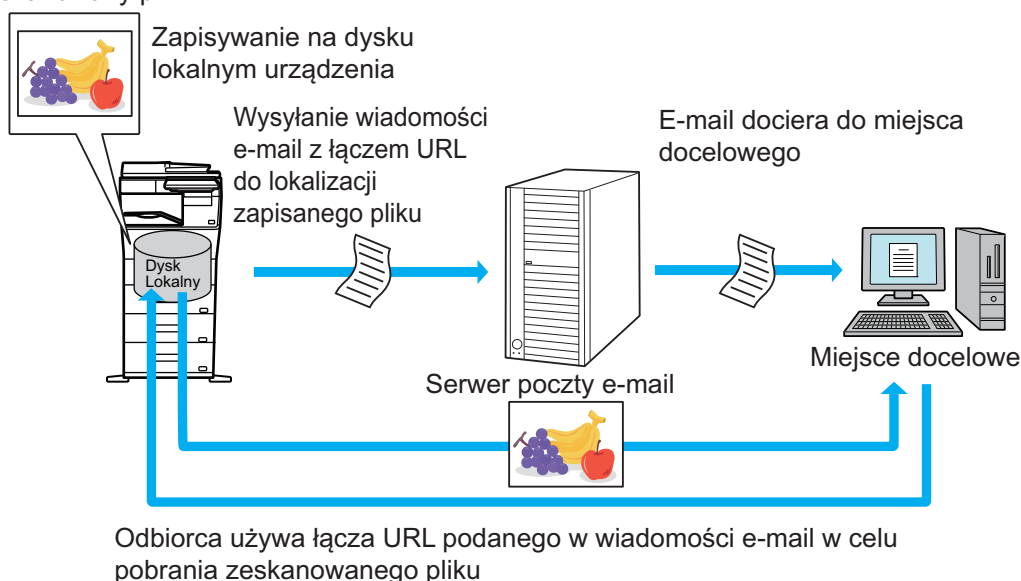 Zapisywanie na dysku
lokalnym urządzenia
Wysyłanie wiadomości
e-mail z łączem URL
do lokalizacji
zapisanego pliku
E-mail dociera do miejsca
docelowego
Dysk
Lokalny
Miejsce docelowe
Serwer poczty e-mail
Odbiorca używa łącza URL podanego w wiadomości e-mail w celu
pobrania zeskanowanego pliku